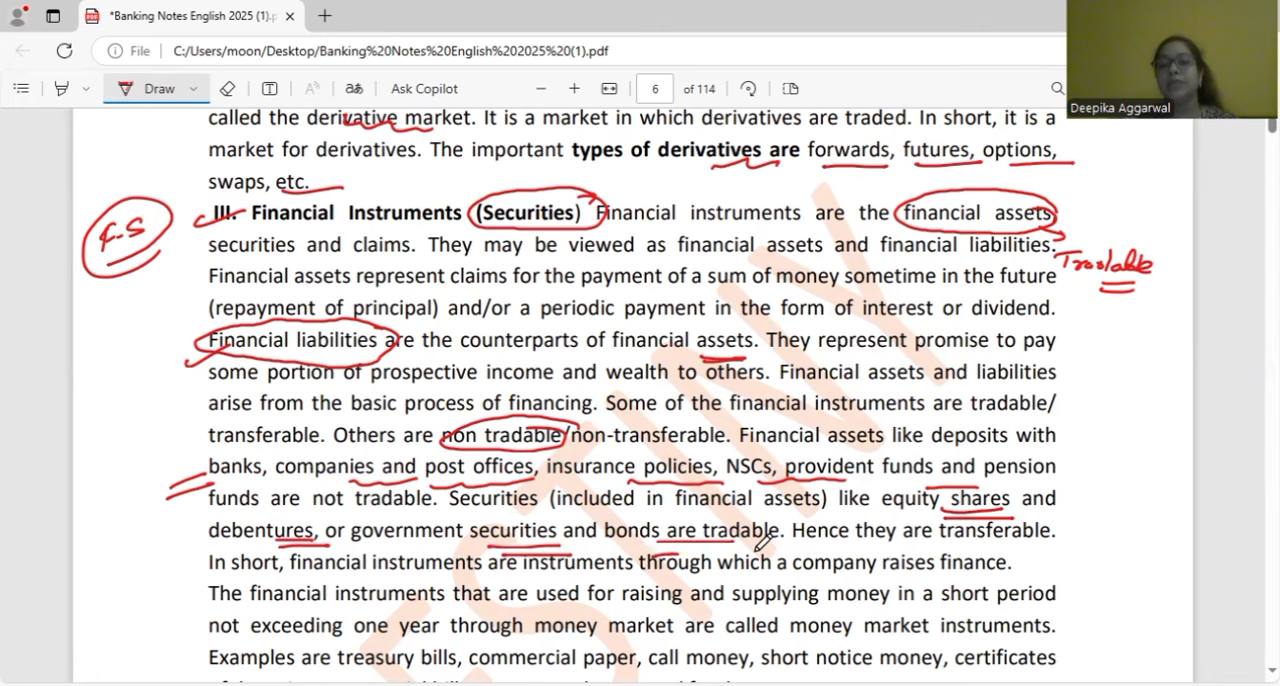 *Banking Notes English 2025 (1).p
File C:/Users/moon/Desktop/Banking%20Notes%20English%202025%20(1).pdf
Draw Ask Copilot 6 of 114
Deepika Aggarwal
called the derivative market. It is a market in which derivatives are traded. In short, it is a
market for derivatives. The important types of derivatives are forwards, futures, options,
swaps, etc.
F.S
III. Financial Instruments (Securities) Financial instruments are the financial assets
securities and claims. They may be viewed as financial assets and financial liabilities.
Tradable
Financial assets represent claims for the payment of a sum of money sometime in the future
(repayment of principal) and/or a periodic payment in the form of interest or dividend.
Financial liabilities are the counterparts of financial assets. They represent promise to pay
some portion of prospective income and wealth to others. Financial assets and liabilities
arise from the basic process of financing. Some of the financial instruments are tradable/
transferable. Others are non tradable/non-transferable. Financial assets like deposits with
banks, companies and post offices, insurance policies, NSCs, provident funds and pension
funds are not tradable. Securities (included in financial assets) like equity shares and
debentures, or government securities and bonds are tradable. Hence they are transferable.
In short, financial instruments are instruments through which a company raises finance.
The financial instruments that are used for raising and supplying money in a short period
not exceeding one year through money market are called money market instruments.
Examples are treasury bills, commercial paper, call money, short notice money, certificates
ESTINY